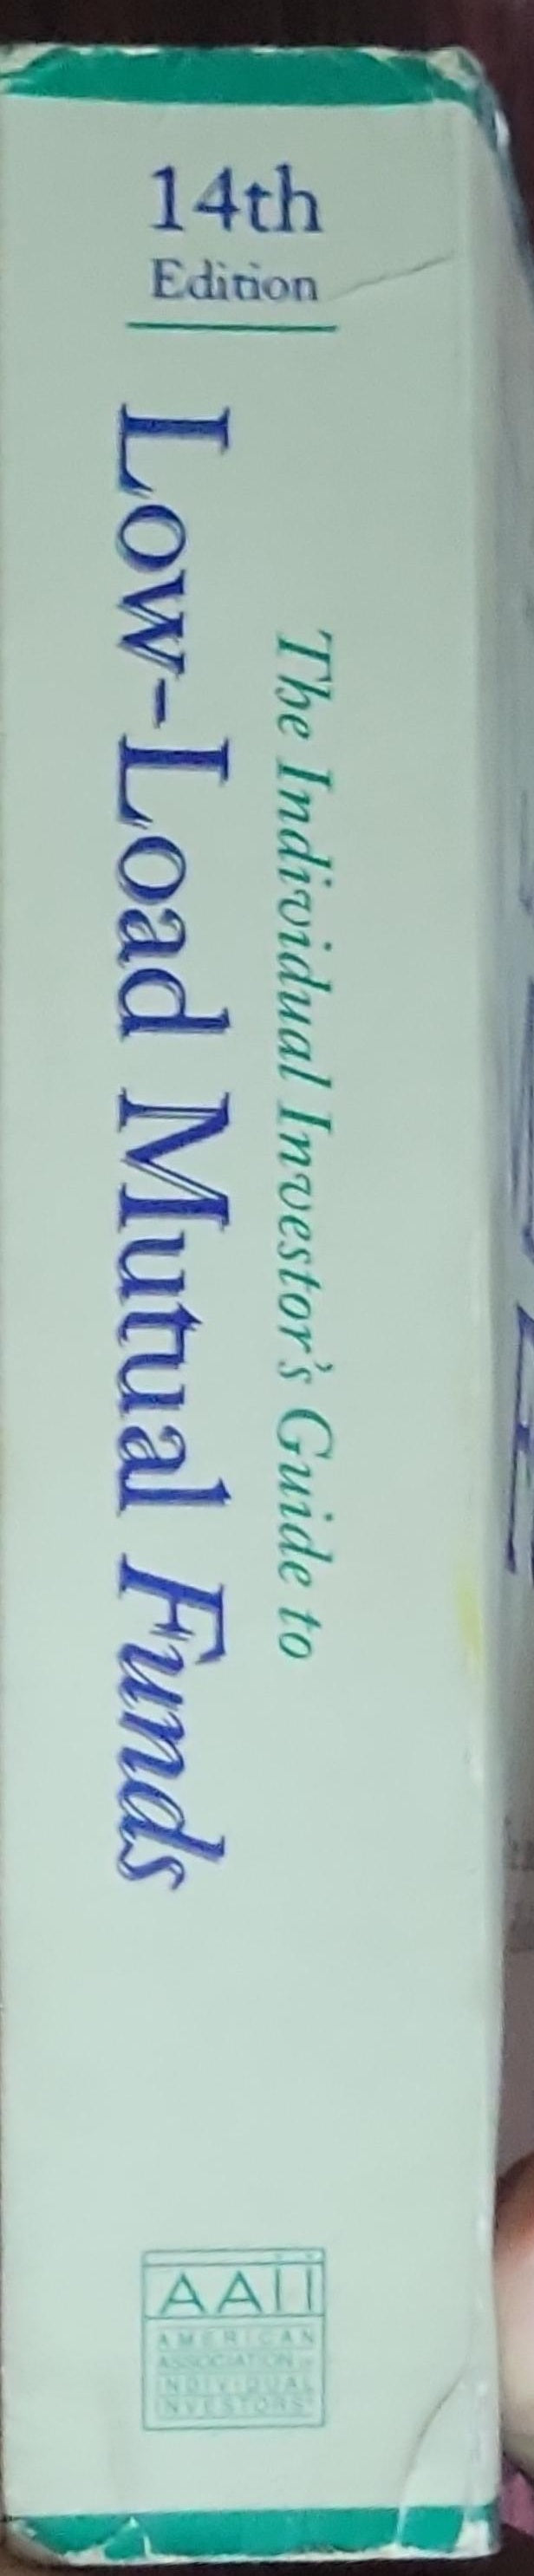 14th
Edition
The Individual Investor's Guide to
Low-Load Mutual Funds
AAII
AMERICAN
ASSOCIATION of
INDIVIDUAL
INVESTORS